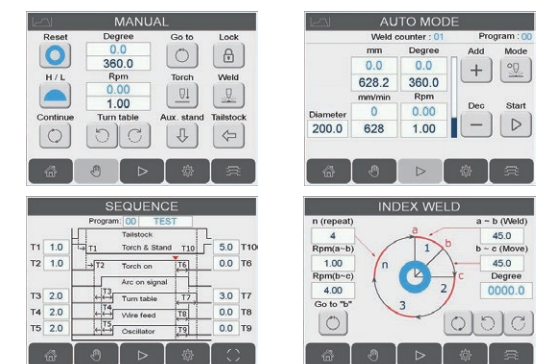 MANUAL
Reset Degree Go to Lock
0.0
360.0
H / L Rpm Torch Weld
0.00
1.00
Continue Turn table Aux. stand Tailstock
AUTO MODE
Weld counter : 01 Program : 00
mm Degree Add Mode
0.0 0.0
628.2 360.0
mm/min Rpm
Diameter 0 0.00 Dec Start
200.0 628 1.00
SEQUENCE
Program: 00 TEST
Tailstock
T1 1.0 T1 Torch & Stand T10 5.0 T10
T2 1.0 T2 Torch on T6 0.0 T6
Arc on signal
T3 2.0 T3 Turn table T7 3.0 T7
T4 2.0 T4 Wire feed T8 0.0 T8
T5 2.0 T5 Oscillator T9 0.0 T9
INDEX WELD
n (repeat) a a ~ b (Weld)
4 45.0
Rpm(a~b) 1 b b ~ c (Move)
1.00 n 45.0
Rpm(b~c) c Degree
4.00 2 0000.0
Go to "b" 3